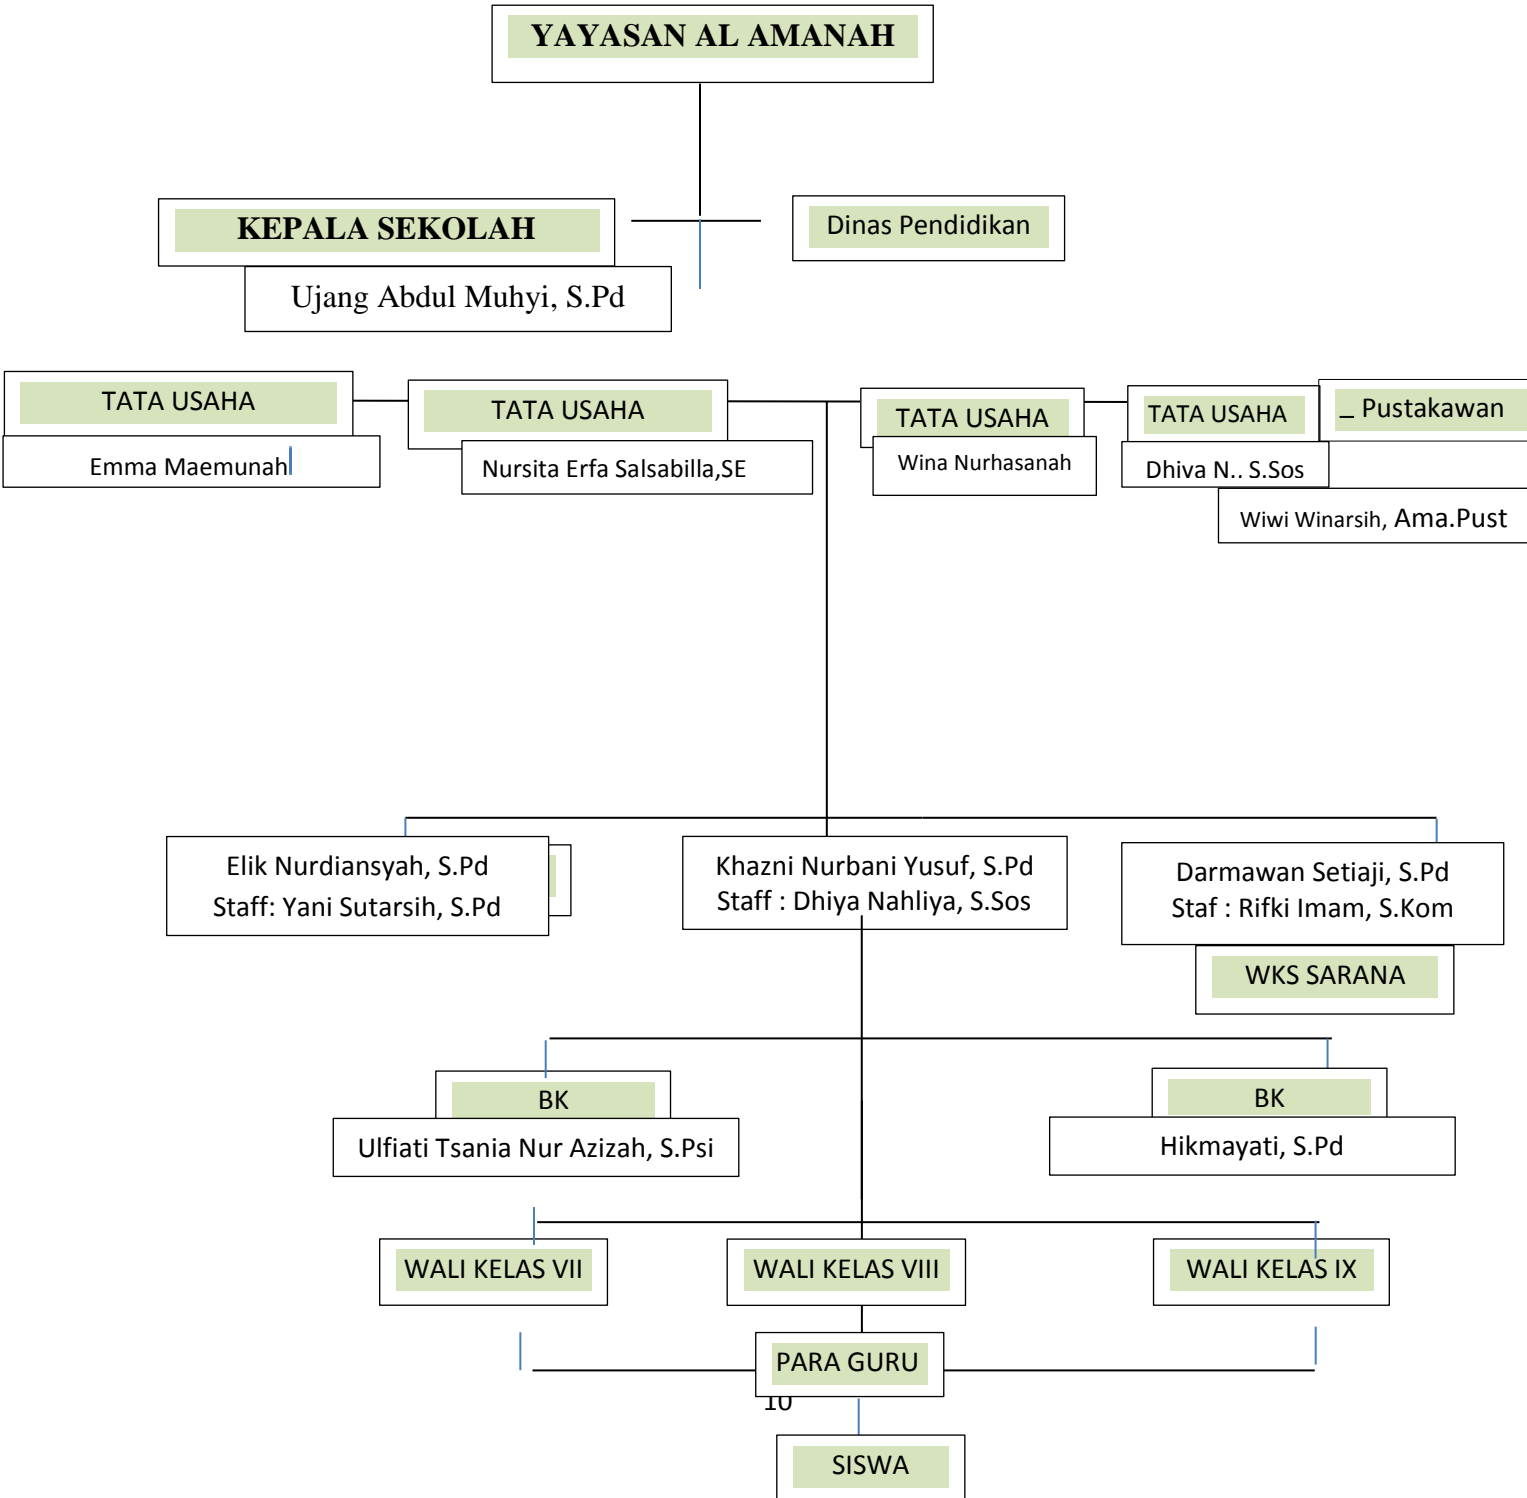 YAYASAN AL AMANAH
KEPALA SEKOLAH
Dinas Pendidikan
Ujang Abdul Muhyi, S.Pd
TATA USAHA
TATA USAHA
TATA USAHA
TATA USAHA
_ Pustakawan
Emma Maemunah
Nursita Erfa Salsabilla,SE
Wina Nurhasanah
Dhiva N.. S.Sos
Wiwi Winarsih, Ama.Pust
Elik Nurdiansyah, S.Pd
Staff: Yani Sutarsih, S.Pd
Khazni Nurbani Yusuf, S.Pd
Staff : Dhiya Nahliya, S.Sos
Darmawan Setiaji, S.Pd
Staf : Rifki Imam, S.Kom
WKS SARANA
BK
Ulfiati Tsania Nur Azizah, S.Psi
BK
Hikmayati, S.Pd
WALI KELAS VII
WALI KELAS VIII
WALI KELAS IX
PARA GURU
10
SISWA